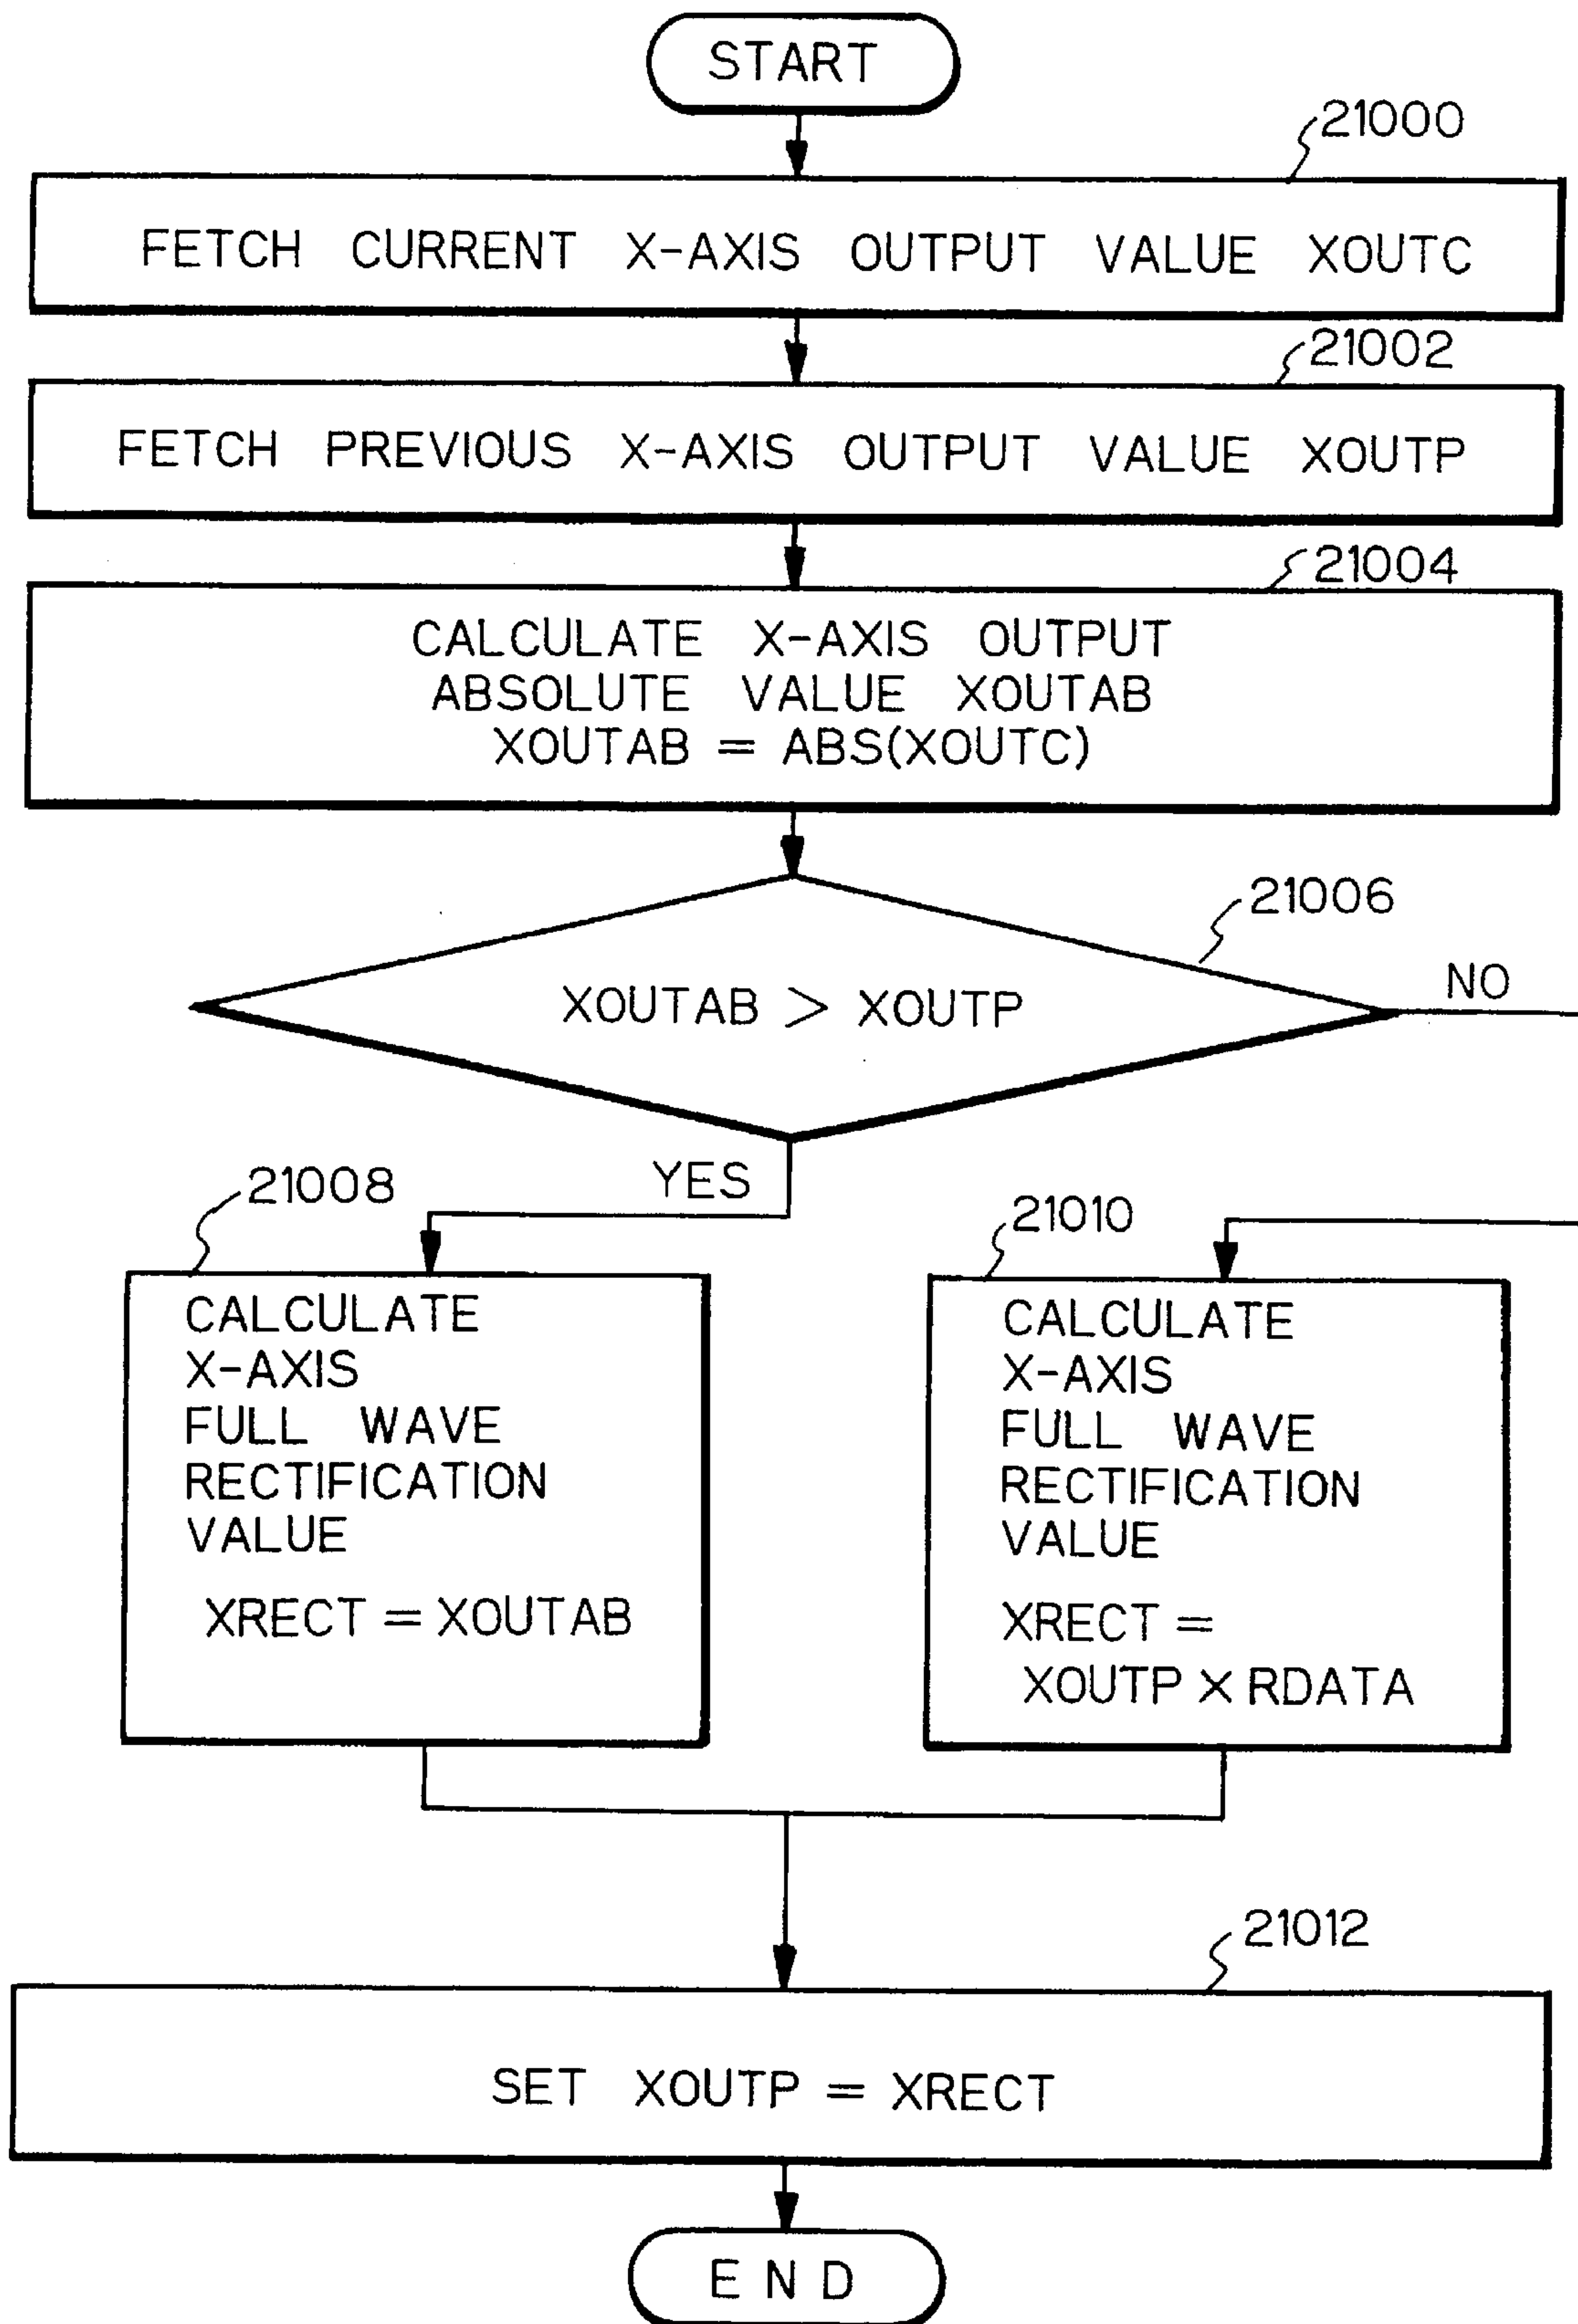 START
21000
FETCH CURRENT X-AXIS OUTPUT VALUE XOUTC
21002
FETCH PREVIOUS X-AXIS OUTPUT VALUE XOUTP
21004
CALCULATE X-AXIS OUTPUT
ABSOLUTE VALUE XOUTAB
XOUTAB = ABS(XOUTC)
21006
XOUTAB > XOUTP
NO
YES
21008
CALCULATE
X-AXIS
FULL WAVE
RECTIFICATION
VALUE
XRECT = XOUTAB
21010
CALCULATE
X-AXIS
FULL WAVE
RECTIFICATION
VALUE
XRECT =
XOUTP × RDATA
21012
SET XOUTP = XRECT
END